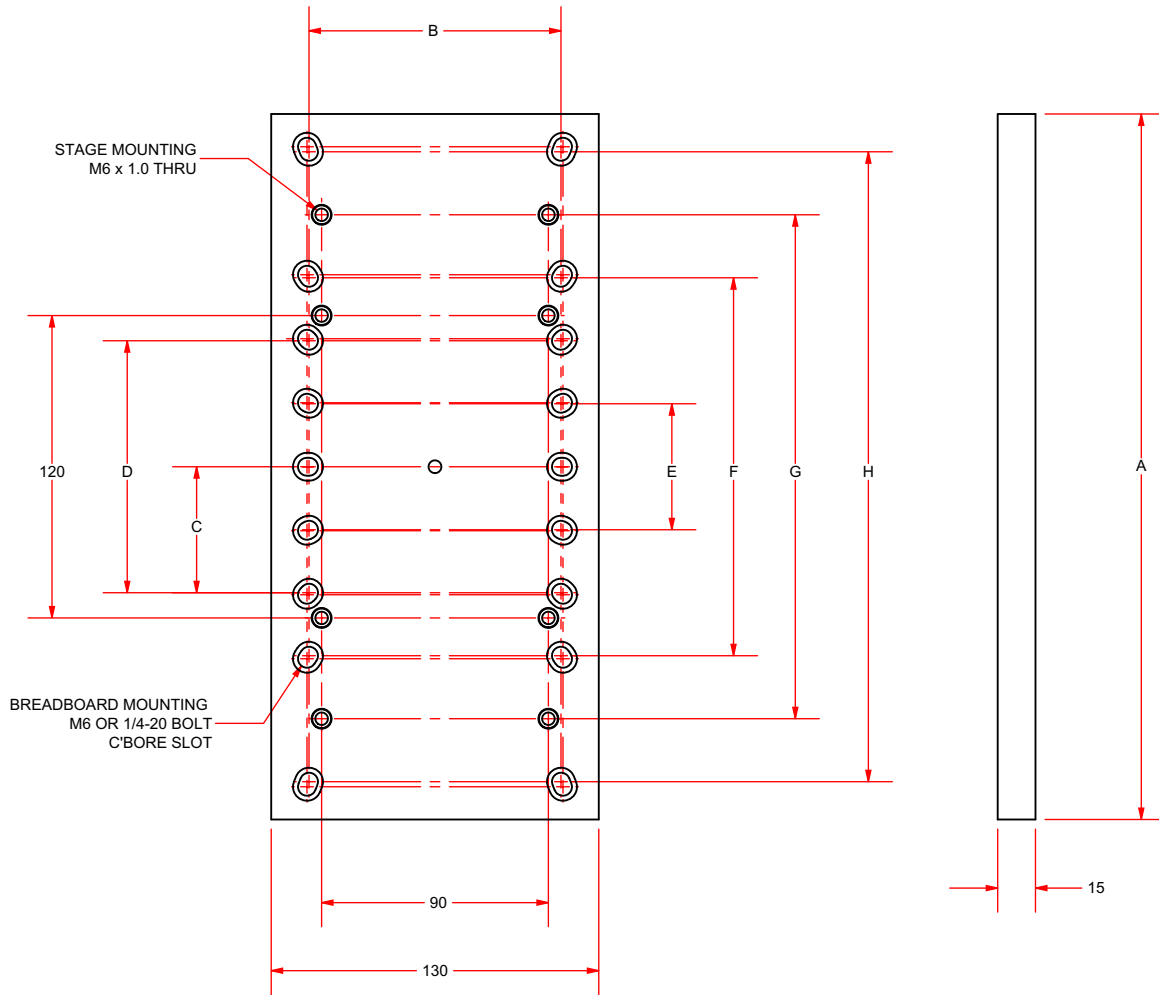 B
STAGE MOUNTING
M6 x 1.0 THRU
120
D
C
E
F
G
H
A
BREADBOARD MOUNTING
M6 OR 1/4-20 BOLT
C'BORE SLOT
15
90
130